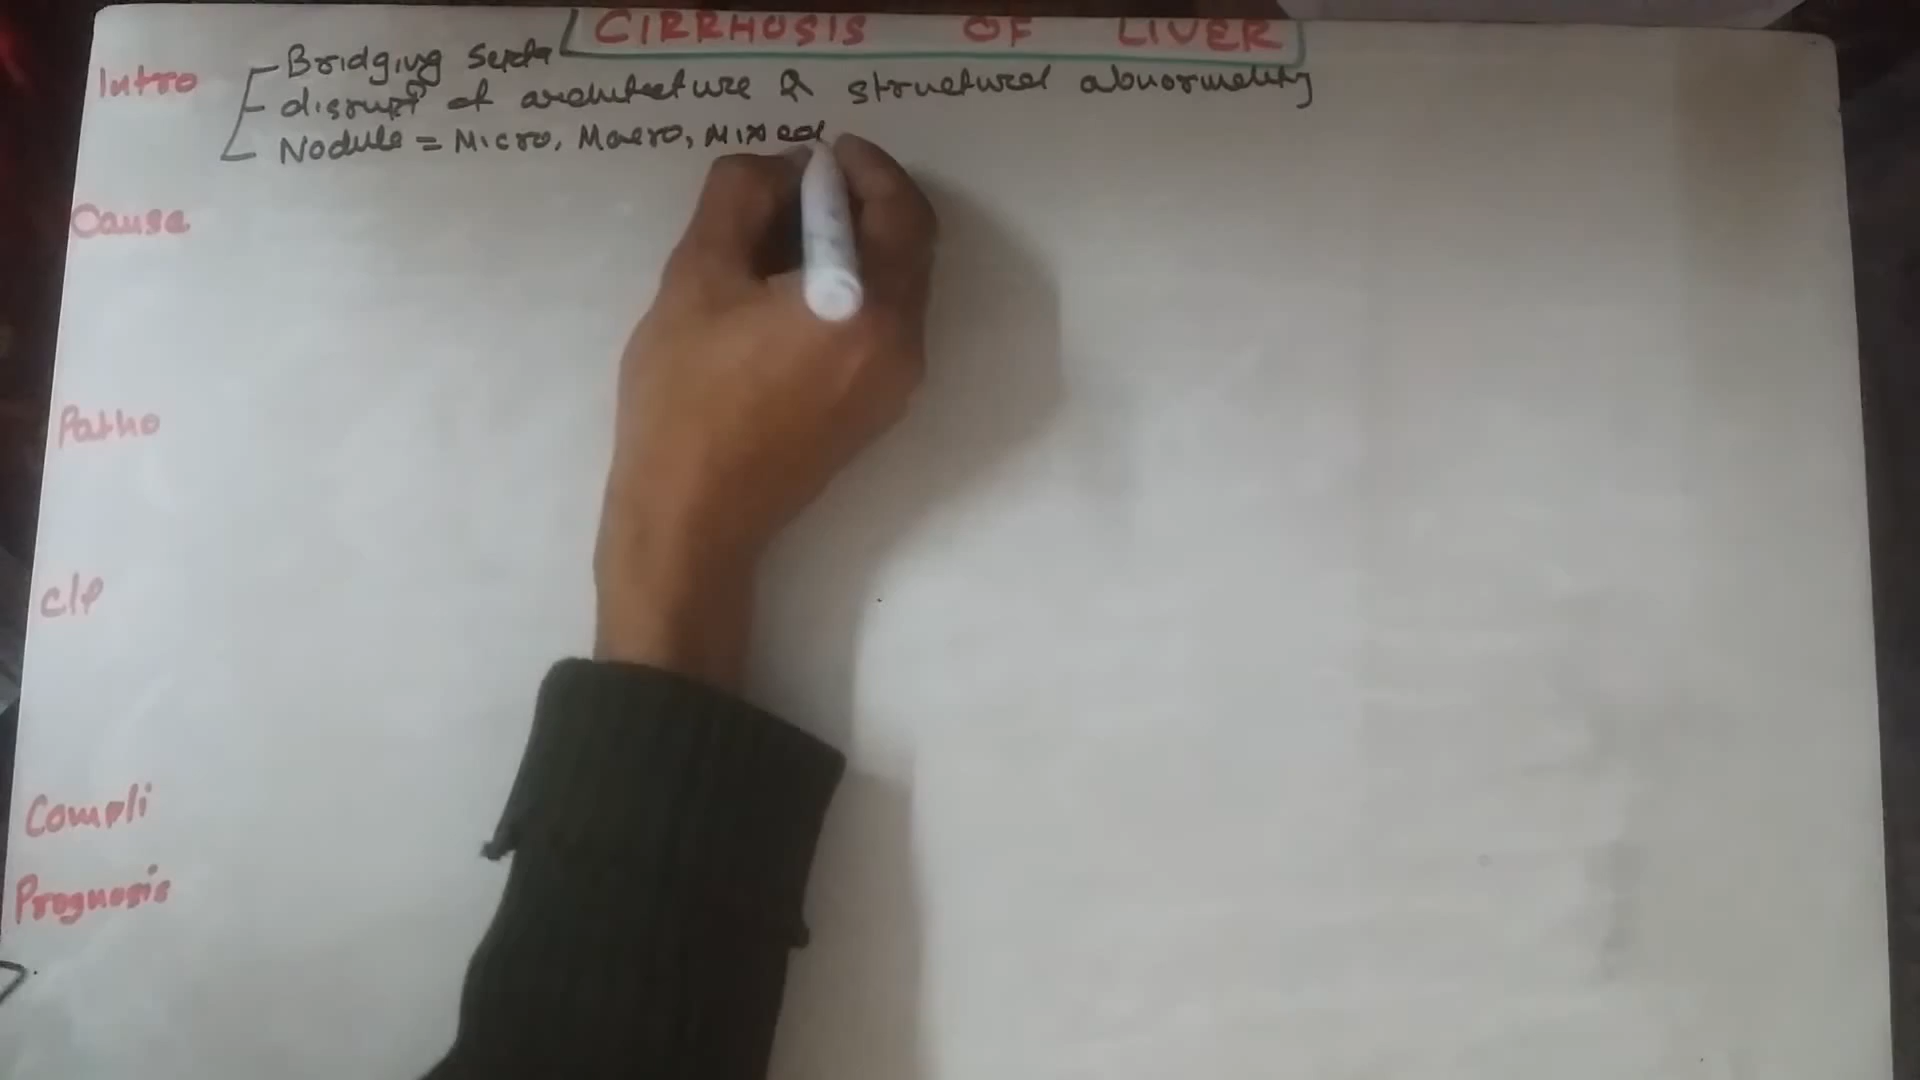 CIRRHOSIS OF LIVER
Intro
Bridging Septa
disrupt of architecture & structural abnormality
Nodule = Micro, Macro, Mixed
Cause
Patho
c/p
Compli
Prognosis